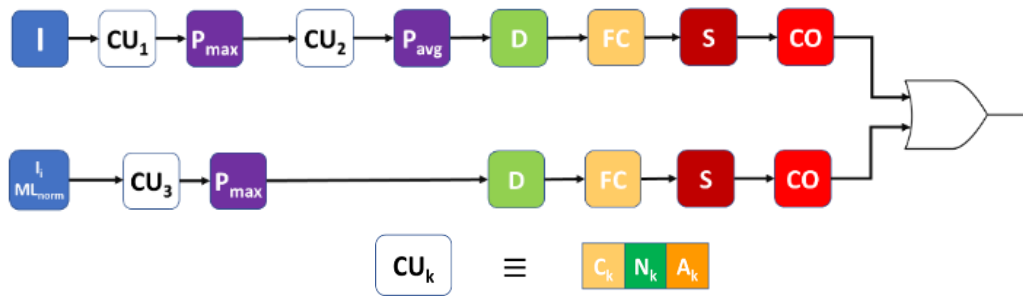 I CU1 Pmax CU2 Pavg D FC S CO
Ii
MLnorm CU3 Pmax D FC S CO
CUk ≡ Ck Nk Ak